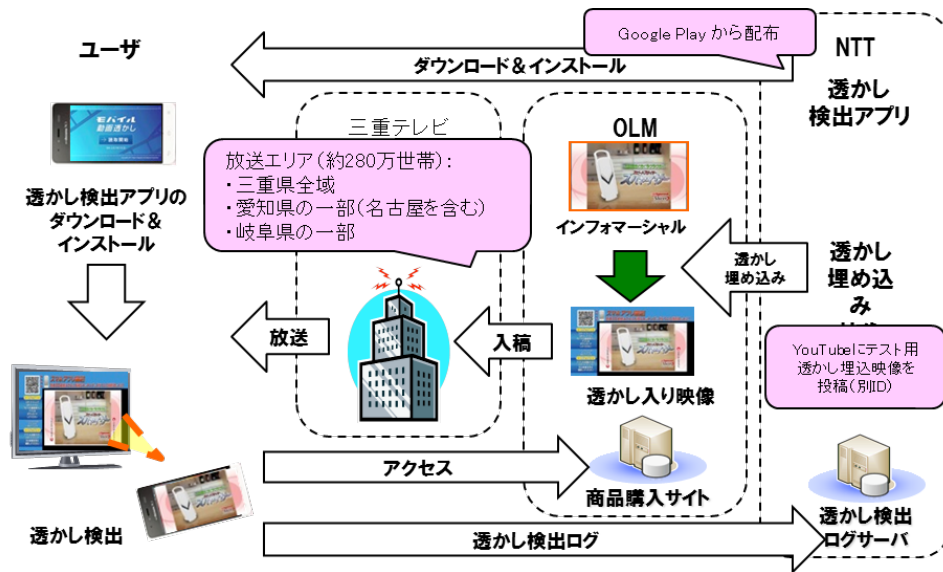 Google Play から配布
ユーザ
NTT
ダウンロード＆インストール
透かし
検出アプリ
三重テレビ
OLM
モバイル
動画透かし
放送エリア（約280万世帯）：
・三重県全域
・愛知県の一部（名古屋を含む）
・岐阜県の一部
透かし検出アプリの
ダウンロード＆
インストール
インフォマーシャル
透かし
埋め込み
透かし
埋め込
み
放送
入稿
YouTubeにテスト用
透かし埋込映像を
投稿（別ID）
透かし入り映像
アクセス
商品購入サイト
透かし検出
透かし検出ログ
透かし検出
ログサーバ